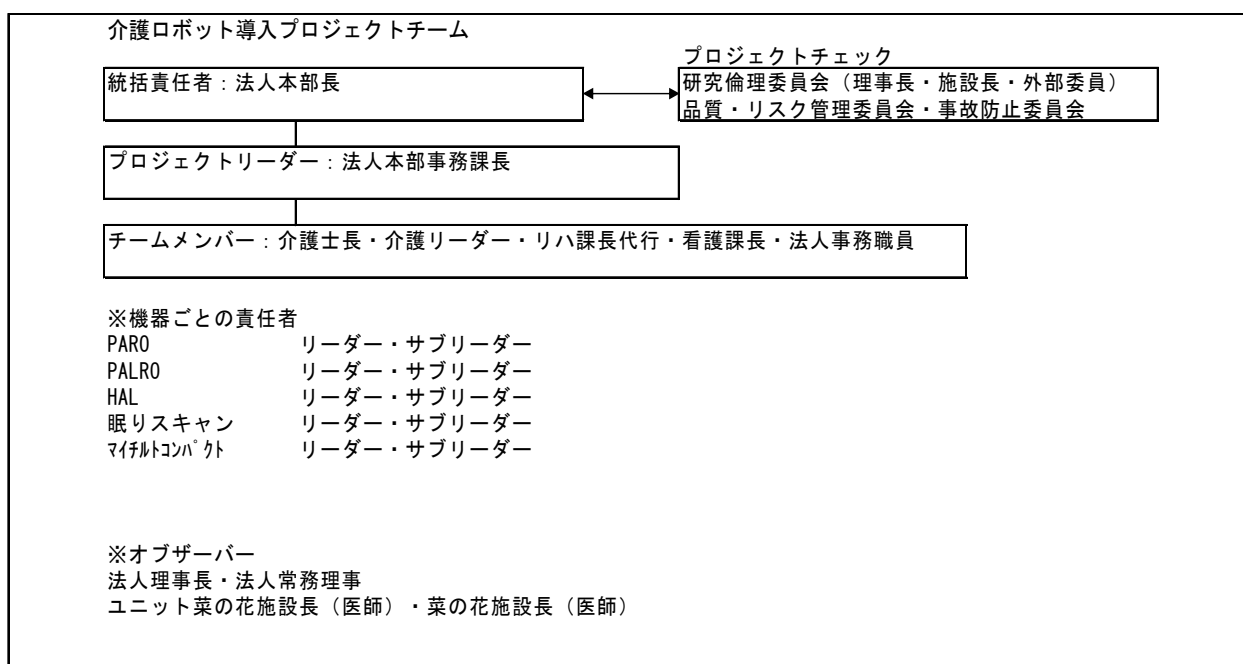 介護ロボット導入プロジェクトチーム
プロジェクトチェック
統括責任者：法人本部長
研究倫理委員会（理事長・施設長・外部委員）
品質・リスク管理委員会・事故防止委員会
プロジェクトリーダー：法人本部事務課長
チームメンバー：介護士長・介護リーダー・リハ課長代行・看護課長・法人事務職員
※機器ごとの責任者
PARO リーダー・サブリーダー
PALRO リーダー・サブリーダー
HAL リーダー・サブリーダー
眠りスキャン リーダー・サブリーダー
ﾏｲﾁﾙﾄｺﾝﾊﾟｸﾄ リーダー・サブリーダー
※オブザーバー
法人理事長・法人常務理事
ユニット菜の花施設長（医師）・菜の花施設長（医師）